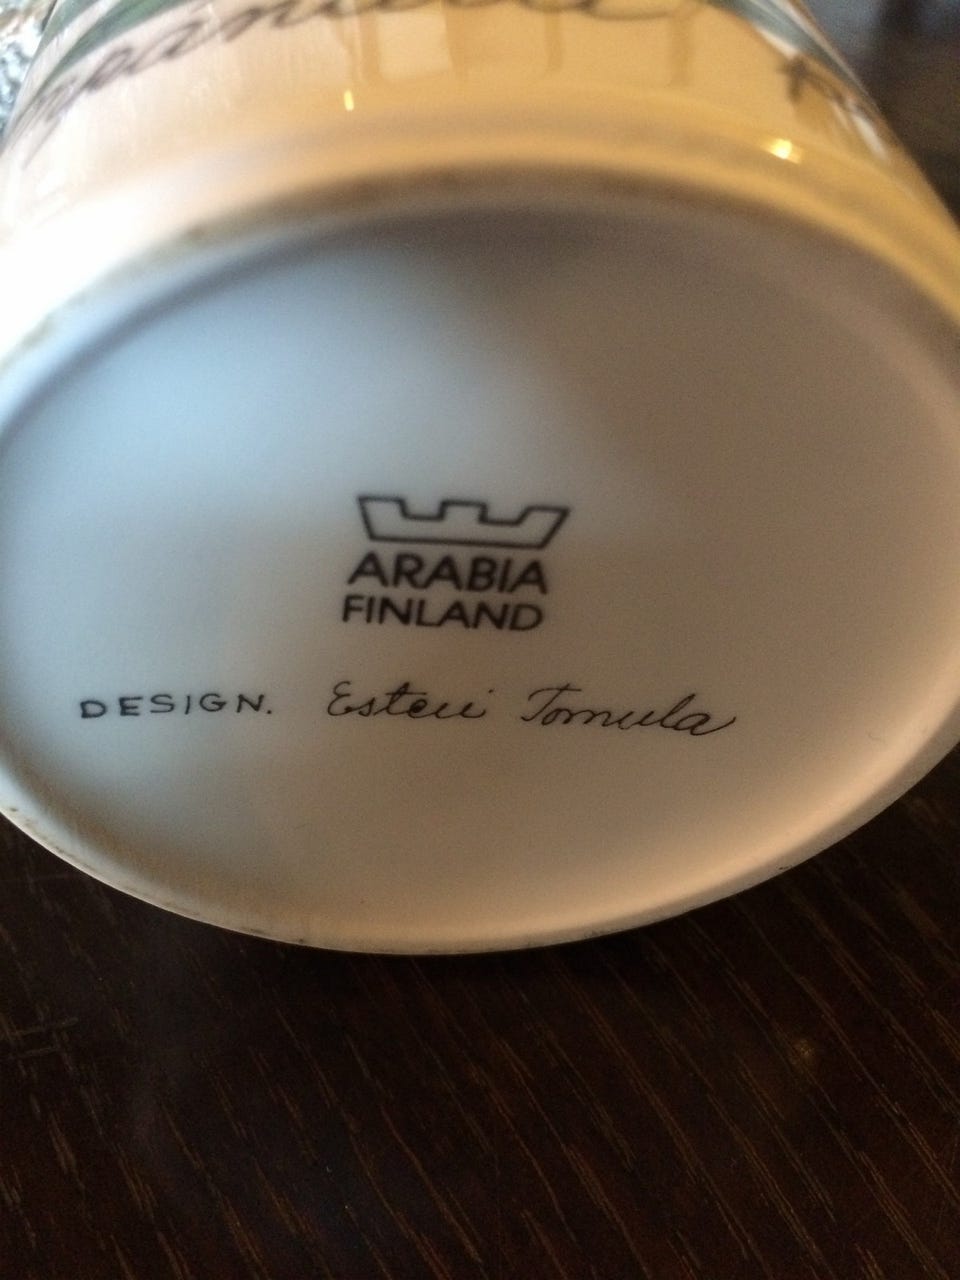 ARABIA
FINLAND
DESIGN. Esteri Tomula